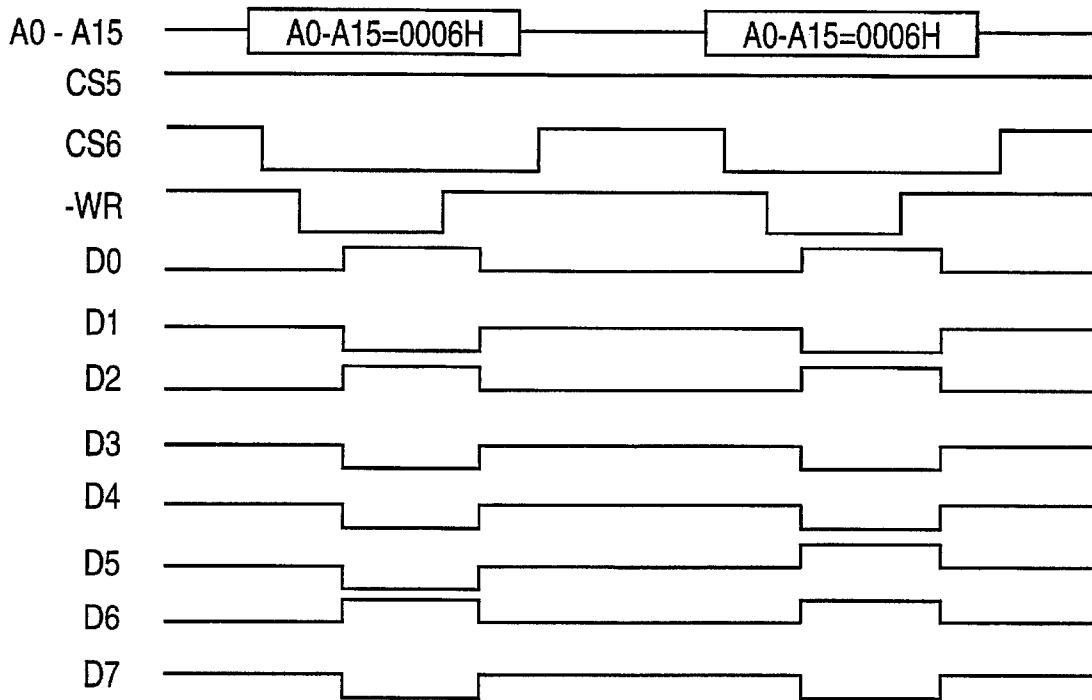 A0 - A15 A0-A15=0006H A0-A15=0006H
CS5
CS6
-WR
D0
D1
D2
D3
D4
D5
D6
D7